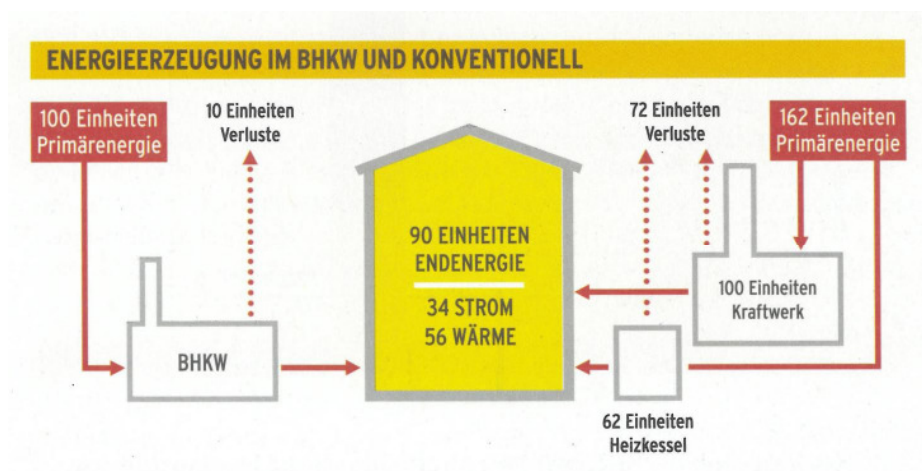 ENERGIEERZEUGUNG IM BHKW UND KONVENTIONELL
100 Einheiten
Primärenergie
10 Einheiten
Verluste
72 Einheiten
Verluste
162 Einheiten
Primärenergie
90 EINHEITEN
ENDENERGIE
34 STROM
56 WÄRME
100 Einheiten
Kraftwerk
BHKW
62 Einheiten
Heizkessel